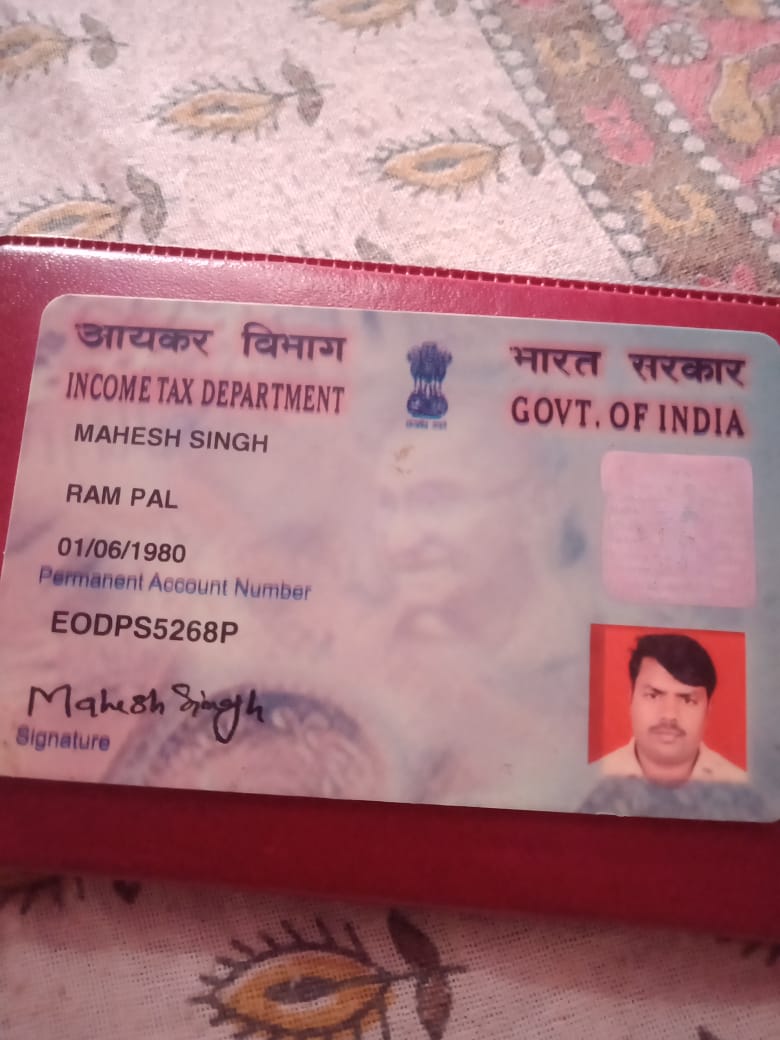 आयकर विभाग
INCOME TAX DEPARTMENT
भारत सरकार
GOVT. OF INDIA
MAHESH SINGH
RAM PAL
01/06/1980
Permanent Account Number
EODPS5268P
Mahesh Singh
Signature